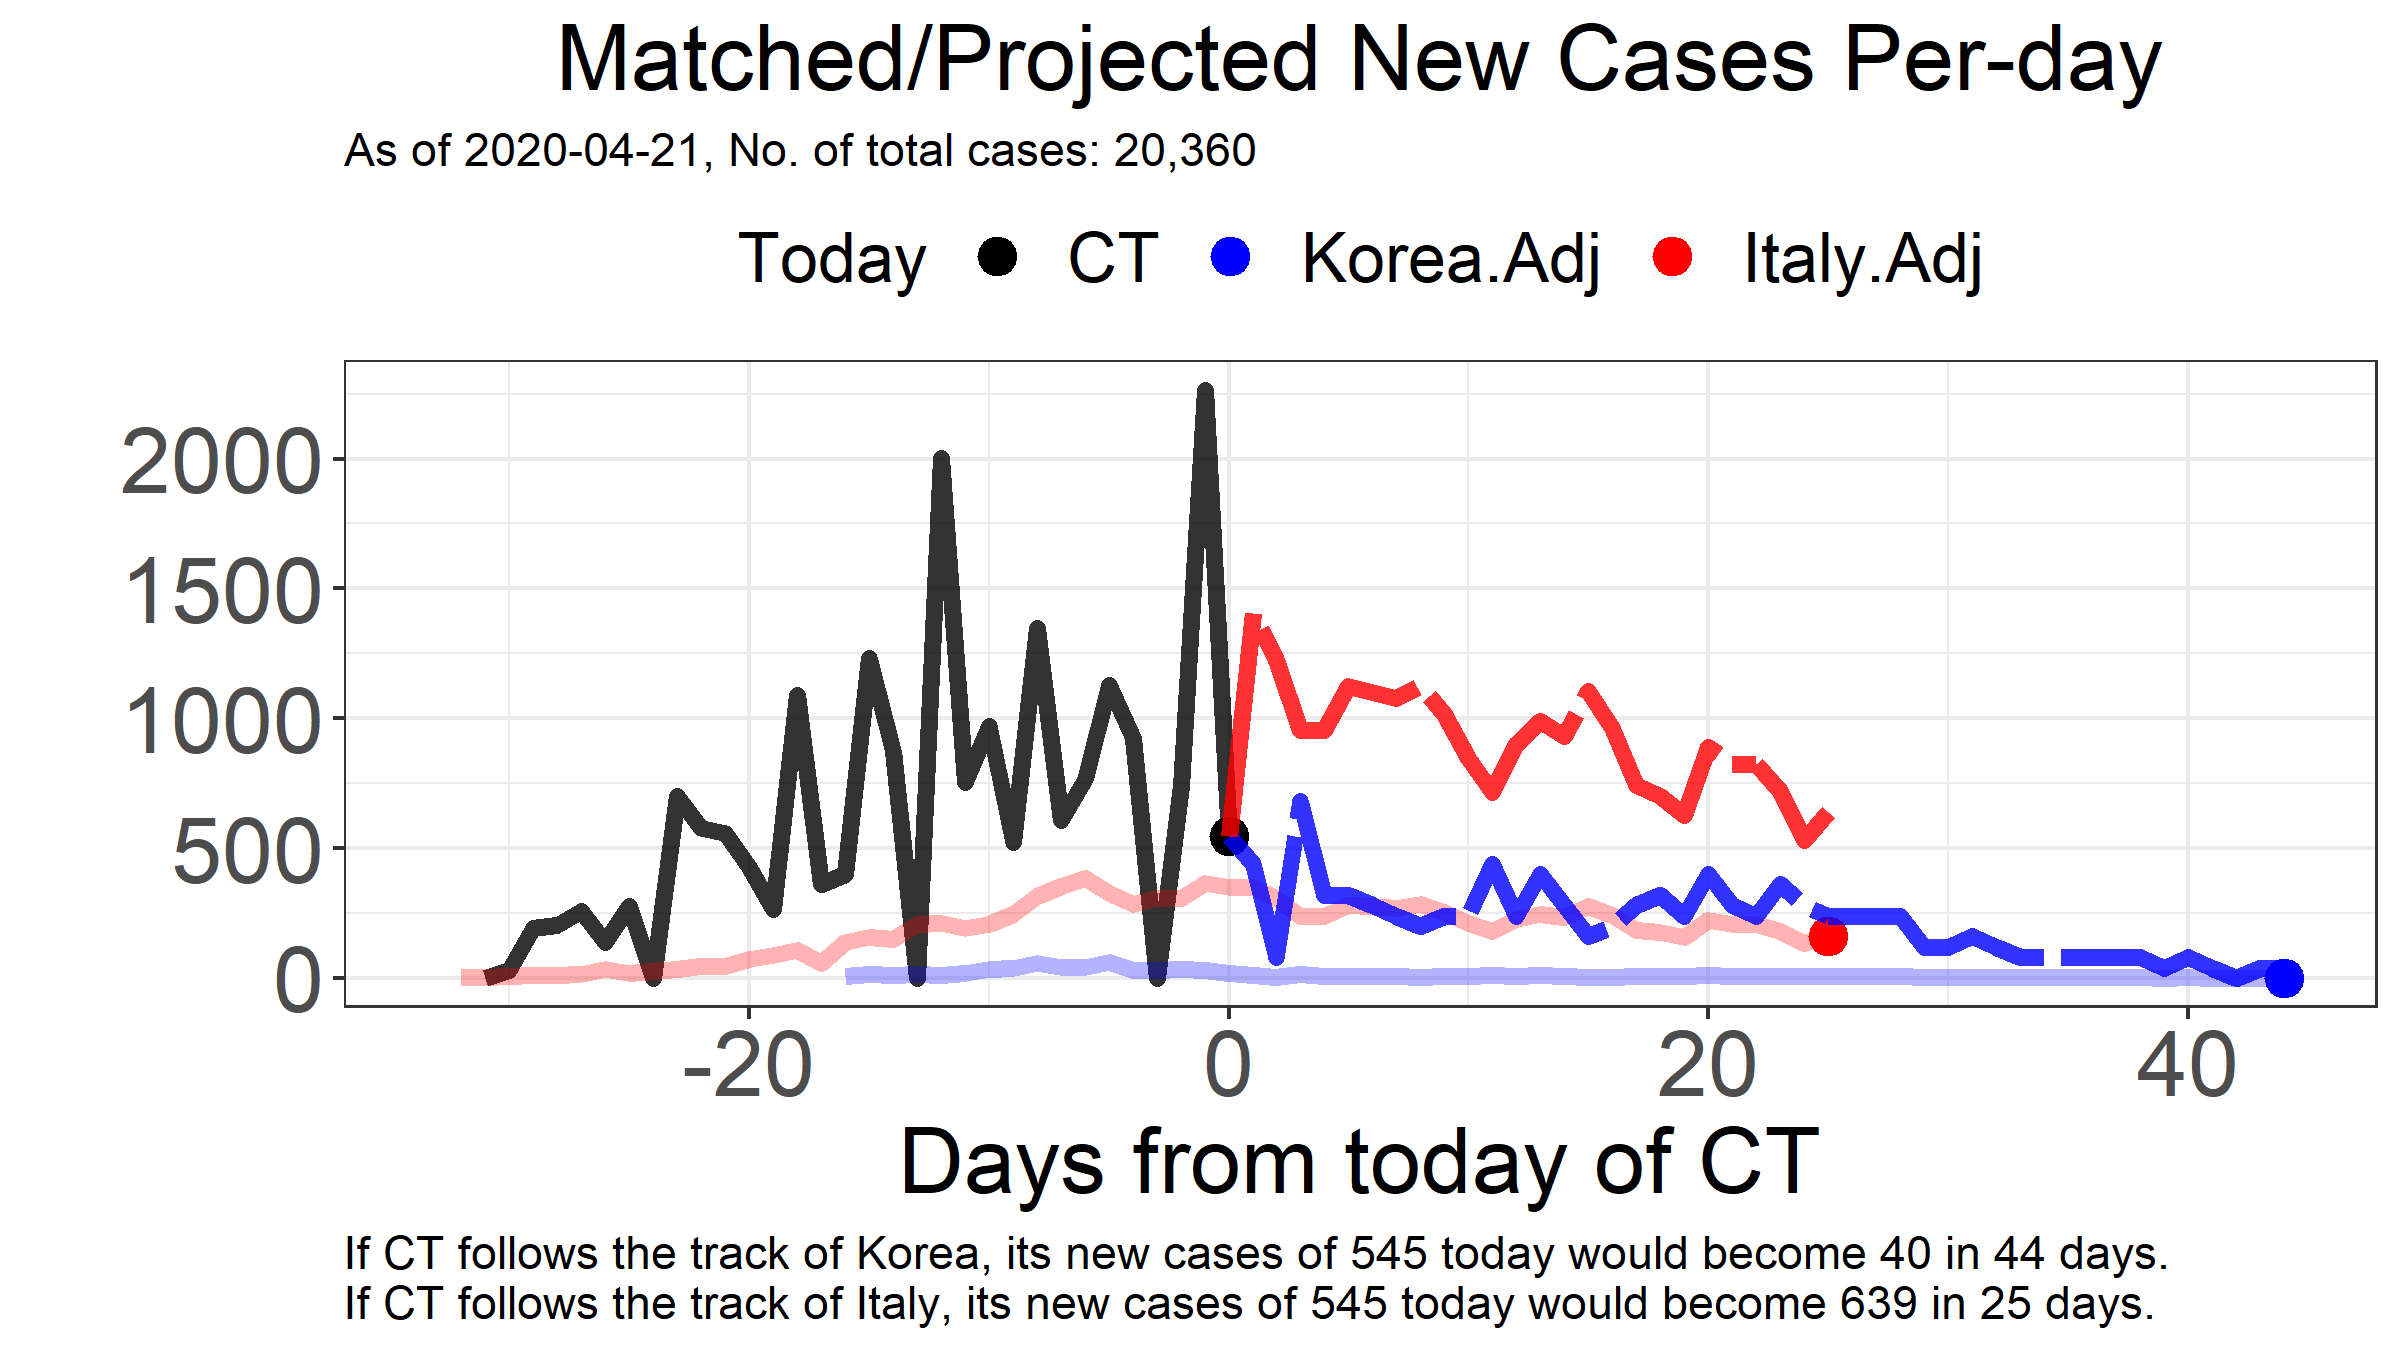 Matched/Projected New Cases Per-day
As of 2020-04-21, No. of total cases: 20,360
Today CT Korea.Adj Italy.Adj
2000
1500
1000
500
0
-20 0 20 40
Days from today of CT
If CT follows the track of Korea, its new cases of 545 today would become 40 in 44 days.
If CT follows the track of Italy, its new cases of 545 today would become 639 in 25 days.